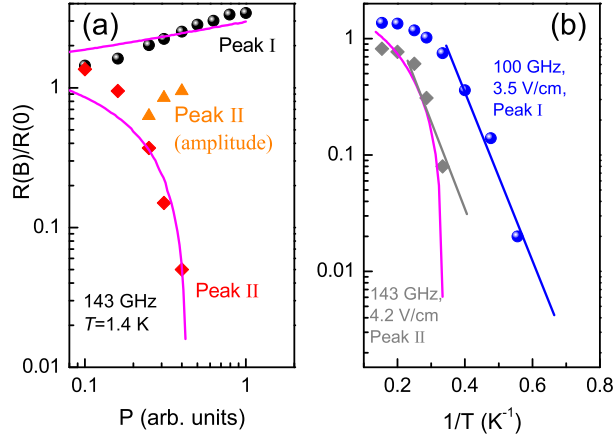 (a)
Peak I
Peak II
(amplitude)
Peak II
143 GHz
T=1.4 K
R(B)/R(0)
10
1
0.1
0.01
0.1
1
P (arb. units)
(b)
100 GHz,
3.5 V/cm,
Peak I
143 GHz,
4.2 V/cm
Peak II
1
0.1
0.01
0.2
0.4
0.6
0.8
1/T (K⁻¹)